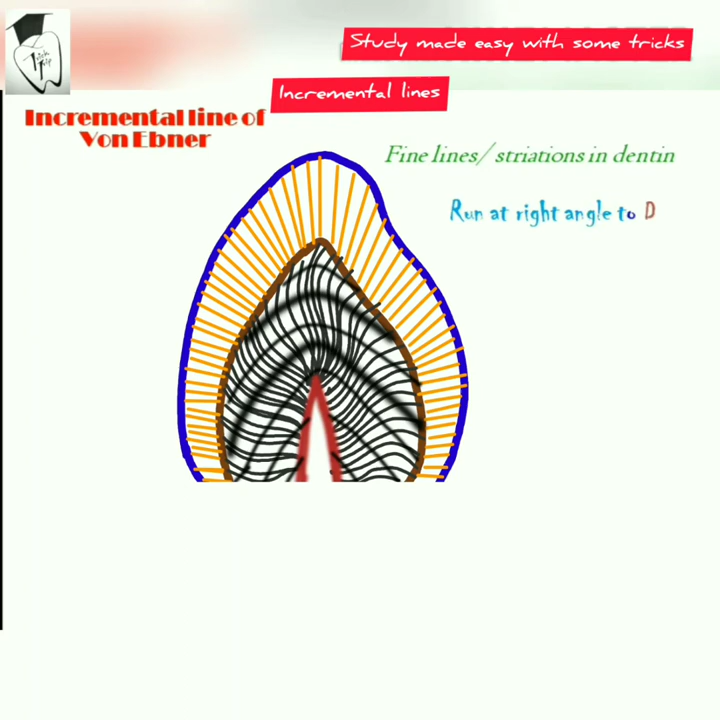 Study made easy with some tricks
Incremental lines
Incremental line of
Von Ebner
Fine lines/ striations in dentin
Run at right angle to D